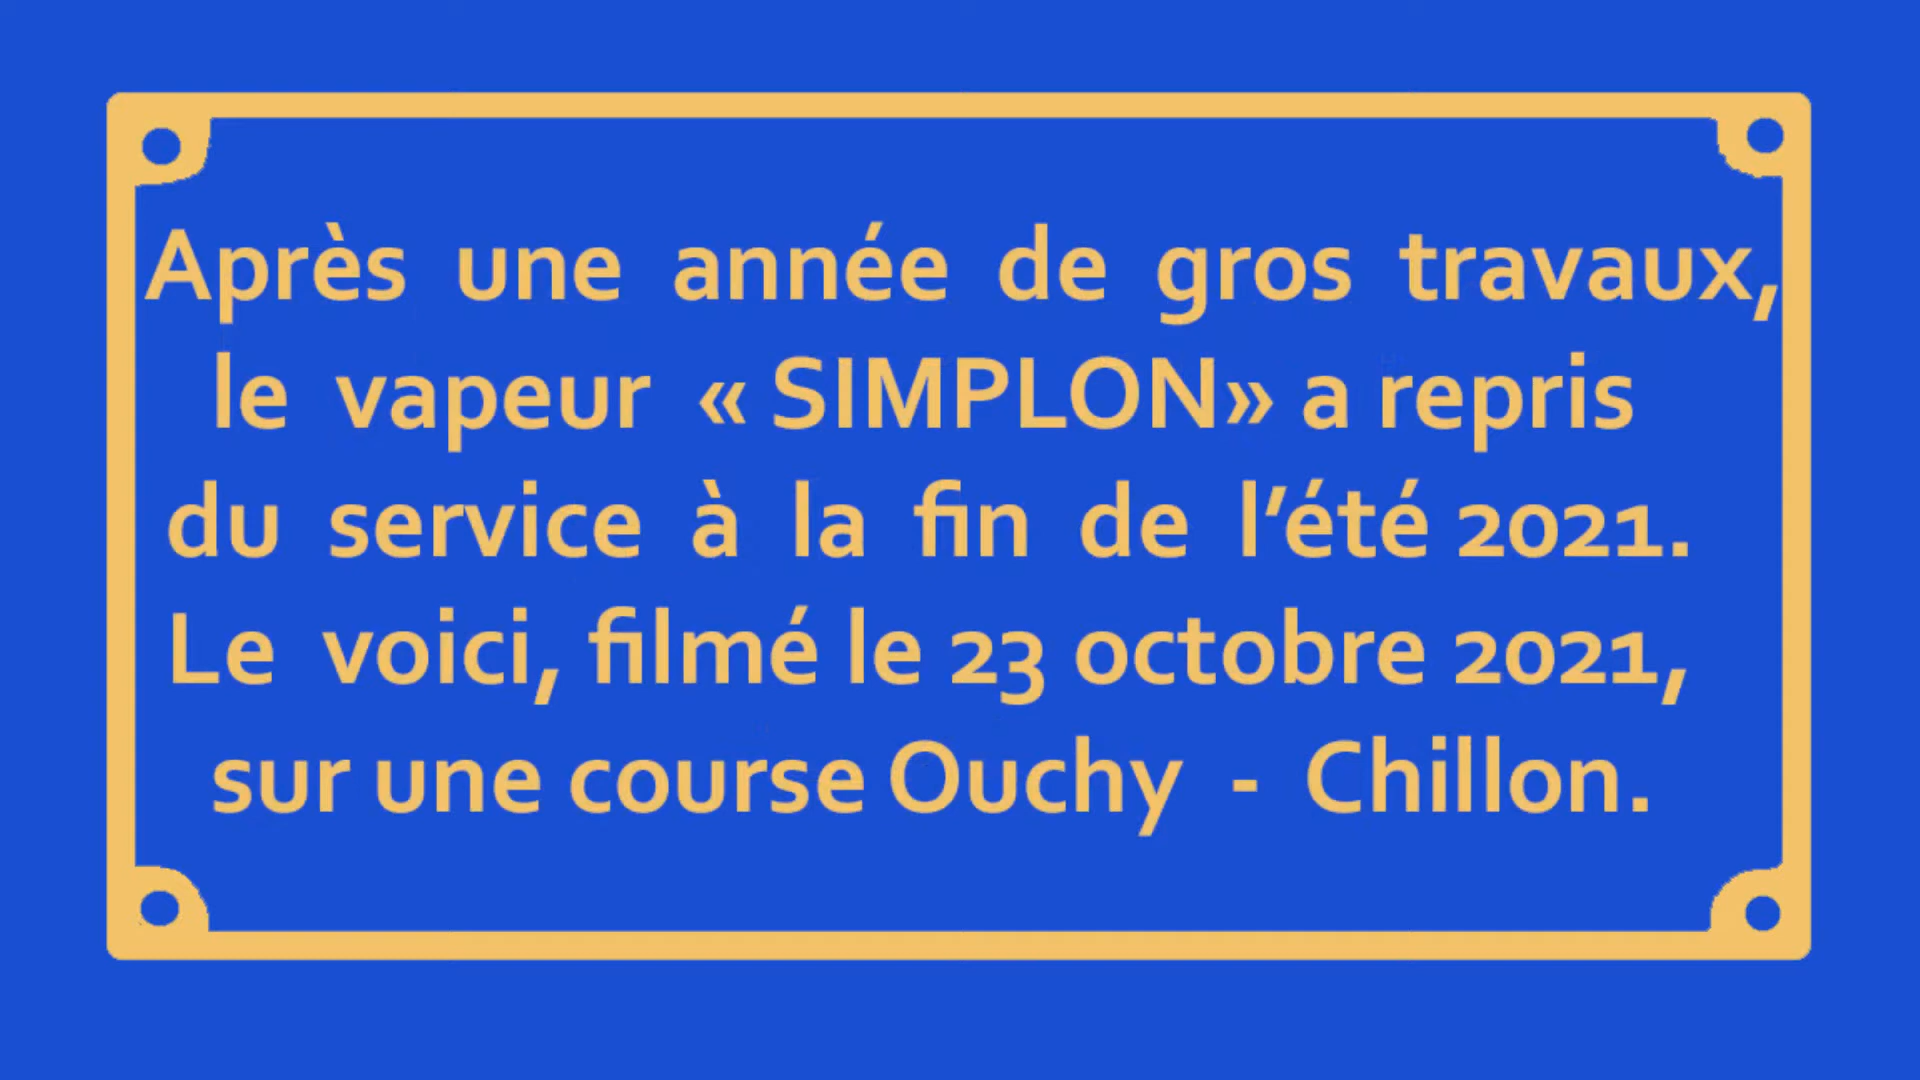 Après une année de gros travaux,
le vapeur « SIMPLON» a repris
du service à la fin de l’été 2021.
Le voici, filmé le 23 octobre 2021,
sur une course Ouchy - Chillon.